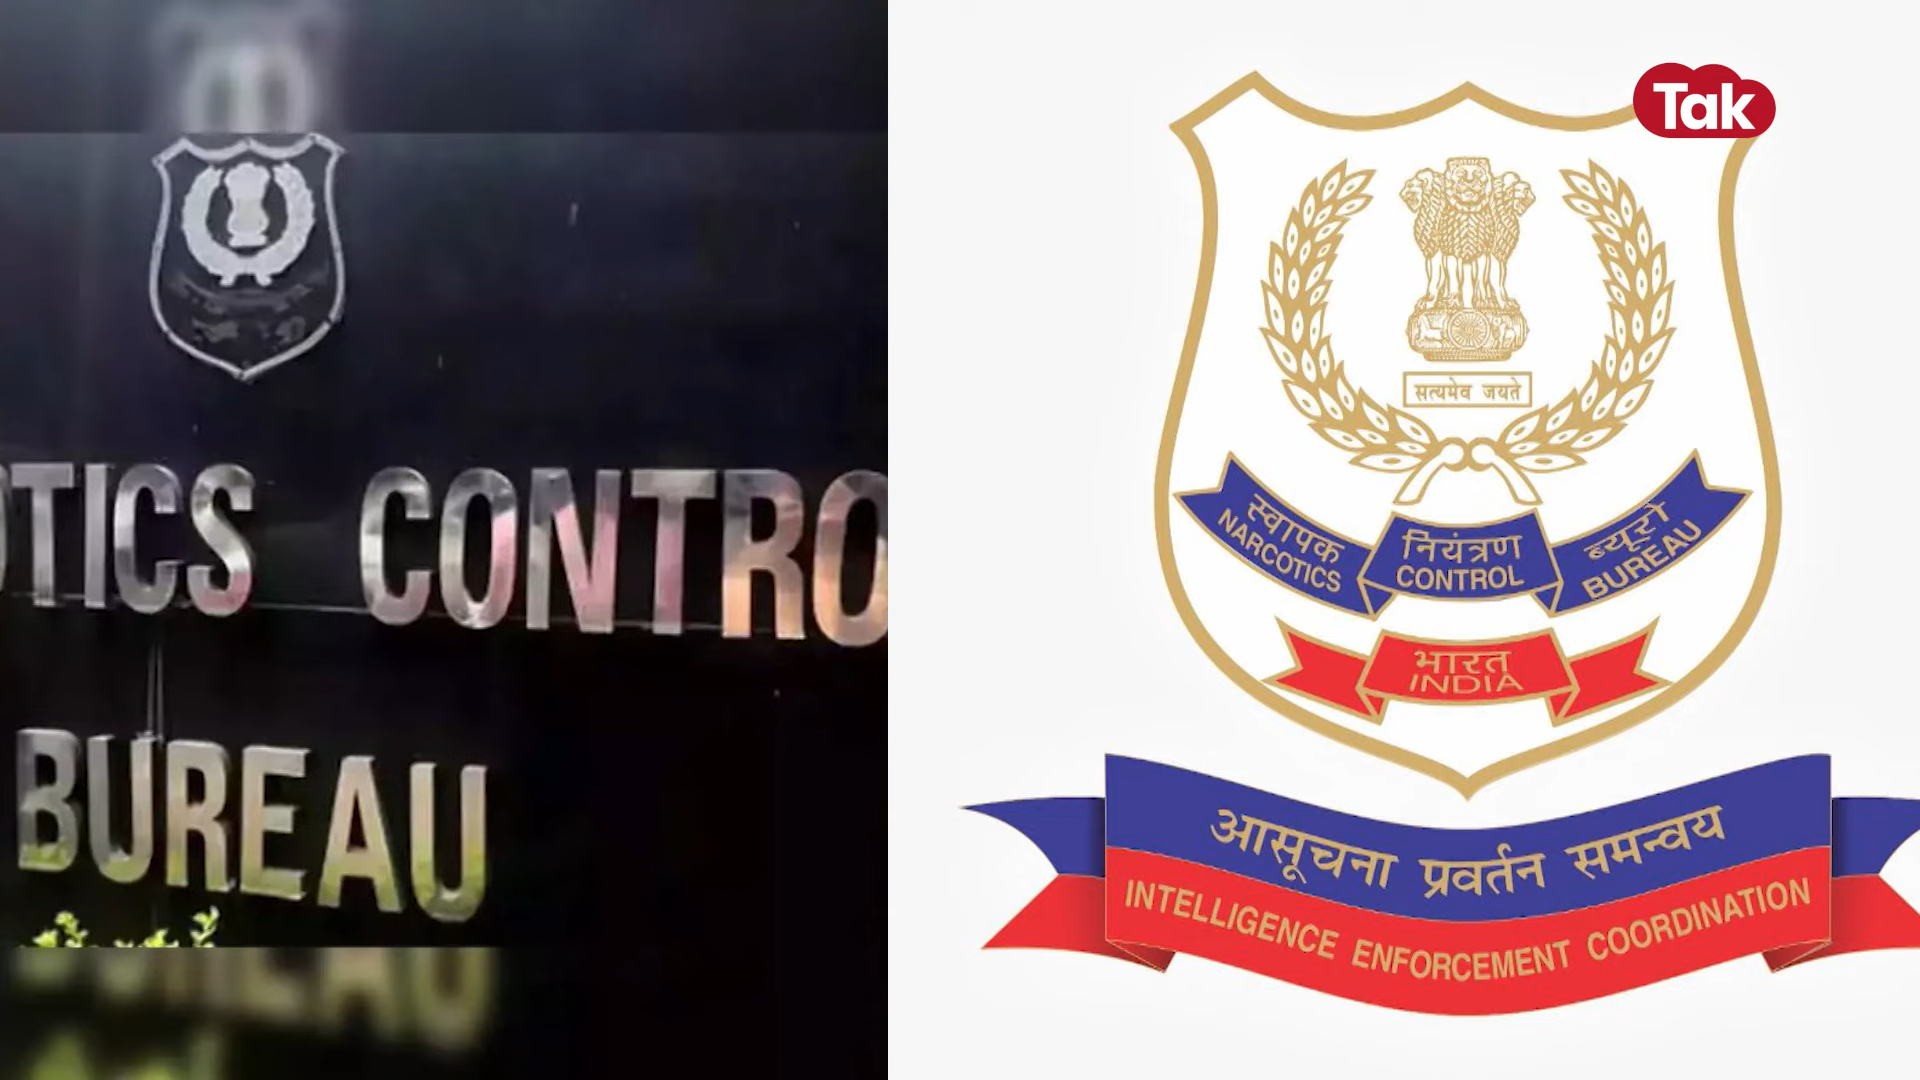 OTICS CONTRO
BUREAU
Tak
सत्यमेव जयते
स्वापक नियंत्रण ब्यूरो
NARCOTICS CONTROL BUREAU
भारत
INDIA
आसूचना प्रवर्तन समन्वय
INTELLIGENCE ENFORCEMENT COORDINATION